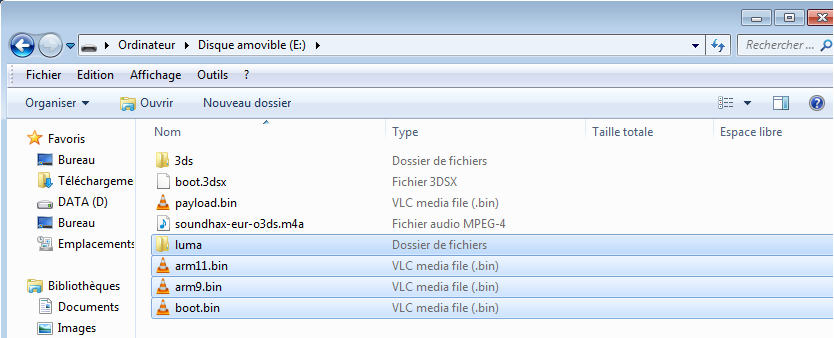 Ordinateur Disque amovible (E:) Rechercher ...
Fichier Edition Affichage Outils ?
Organiser Ouvrir Nouveau dossier ?
Nom Type Taille totale Espace libre
Favoris
Bureau
Téléchargeme
DATA (D)
Bureau
Emplacements
Bibliothèques
Documents
Images
3ds Dossier de fichiers
boot.3dsx Fichier 3DSX
payload.bin VLC media file (.bin)
soundhax-eur-o3ds.m4a Fichier audio MPEG-4
luma Dossier de fichiers
arm11.bin VLC media file (.bin)
arm9.bin VLC media file (.bin)
boot.bin VLC media file (.bin)